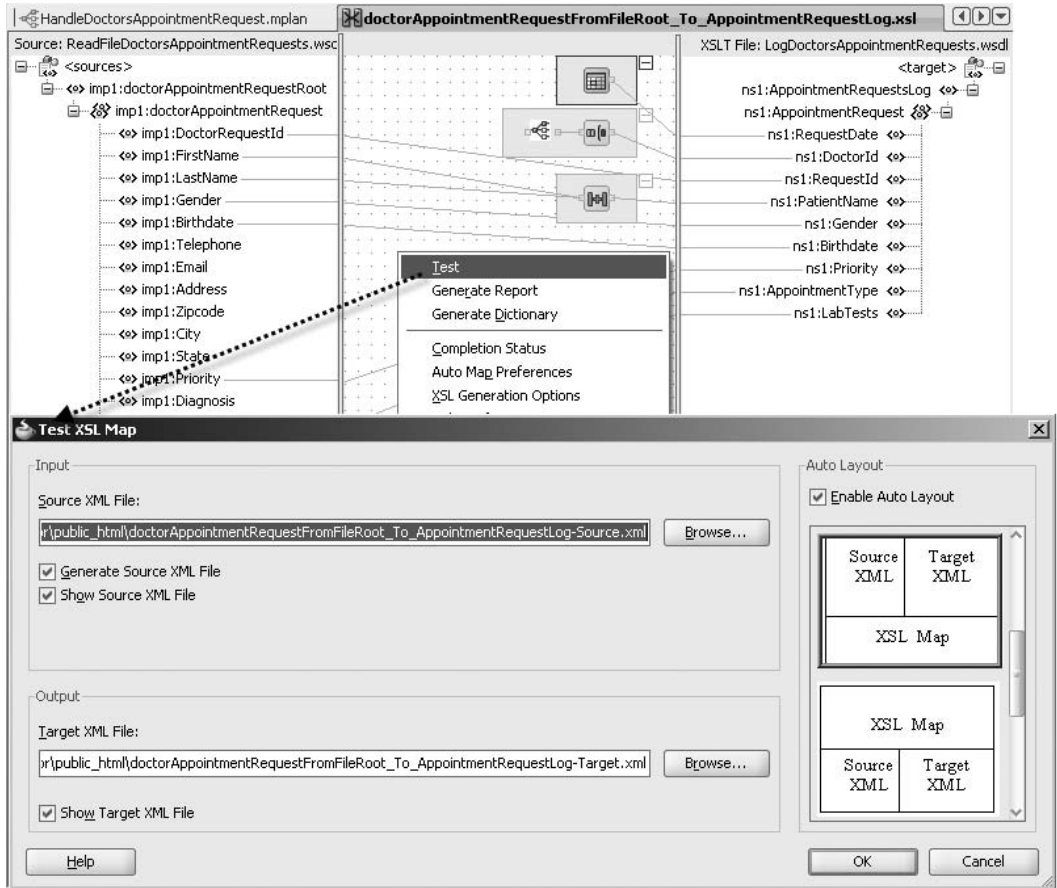 HandleDoctorsAppointmentRequest.mplan
doctorAppointmentRequestFromFileRoot_To_AppointmentRequestLog.xsl
Source: ReadFileDoctorsAppointmentRequests.wsd
XSLT File: LogDoctorsAppointmentRequests.wsdl
<sources>
imp1:doctorAppointmentRequestRoot
imp1:doctorAppointmentRequest
imp1:DoctorRequestId
imp1:FirstName
imp1:LastName
imp1:Gender
imp1:Birthdate
imp1:Telephone
imp1:Email
imp1:Address
imp1:Zipcode
imp1:City
imp1:State
imp1:Priority
imp1:Diagnosis
<target>
ns1:AppointmentRequestsLog
ns1:AppointmentRequest
ns1:RequestDate
ns1:DoctorId
ns1:RequestId
ns1:PatientName
ns1:Gender
ns1:Birthdate
ns1:Priority
ns1:AppointmentType
ns1:LabTests
Test
Generate Report
Generate Dictionary
Completion Status
Auto Map Preferences
XSL Generation Options
Test XSL Map
Input
Source XML File:
r\public_html\doctorAppointmentRequestFromFileRoot_To_AppointmentRequestLog-Source.xml
Browse...
Generate Source XML File
Show Source XML File
Output
Target XML File:
r\public_html\doctorAppointmentRequestFromFileRoot_To_AppointmentRequestLog-Target.xml
Browse...
Show Target XML File
Auto Layout
Enable Auto Layout
Source XML
Target XML
XSL Map
XSL Map
Source XML
Target XML
Help
OK
Cancel